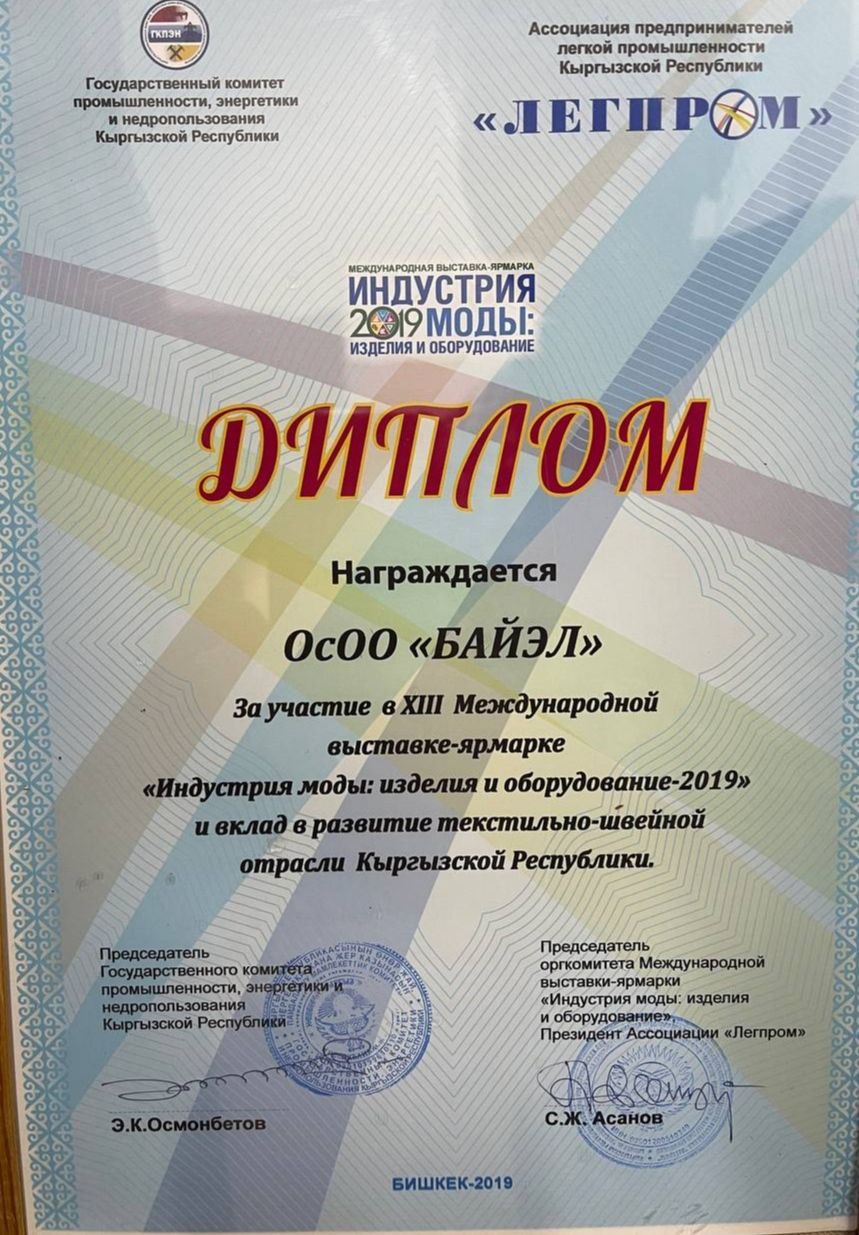 ГКПЭН
Государственный комитет
промышленности, энергетики
и недропользования
Кыргызской Республики
Ассоциация предпринимателей
легкой промышленности
Кыргызской Республики
«ЛЕГПРОМ»
МЕЖДУНАРОДНАЯ ВЫСТАВКА-ЯРМАРКА
ИНДУСТРИЯ
2019 МОДЫ:
ИЗДЕЛИЯ И ОБОРУДОВАНИЕ
ДИПЛОМ
Награждается
ОсОО «БАЙЭЛ»
За участие в XIII Международной
выставке-ярмарке
«Индустрия моды: изделия и оборудование-2019»
и вклад в развитие текстильно-швейной
отрасли Кыргызской Республики.
Председатель
Государственного комитета
промышленности, энергетики и
недропользования
Кыргызской Республики
Э.К.Осмонбетов
Председатель
оргкомитета Международной
выставки-ярмарки
«Индустрия моды: изделия
и оборудование»,
Президент Ассоциации «Легпром»
С.Ж. Асанов
БИШКЕК-2019